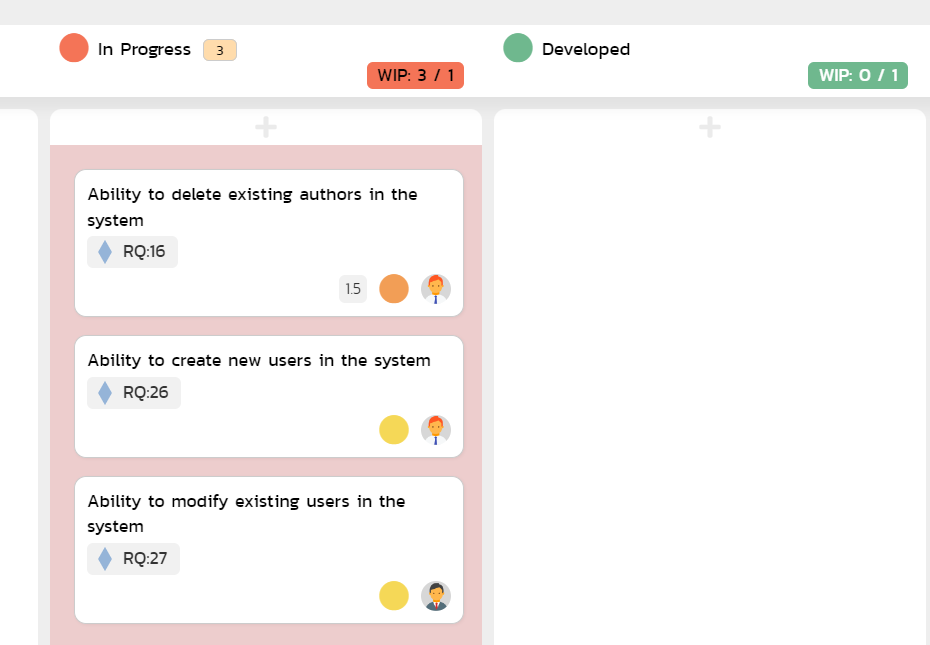 In Progress 3
WIP: 3 / 1
Developed
WIP: 0 / 1
Ability to delete existing authors in the
system
RQ:16
1.5
Ability to create new users in the system
RQ:26
Ability to modify existing users in the
system
RQ:27